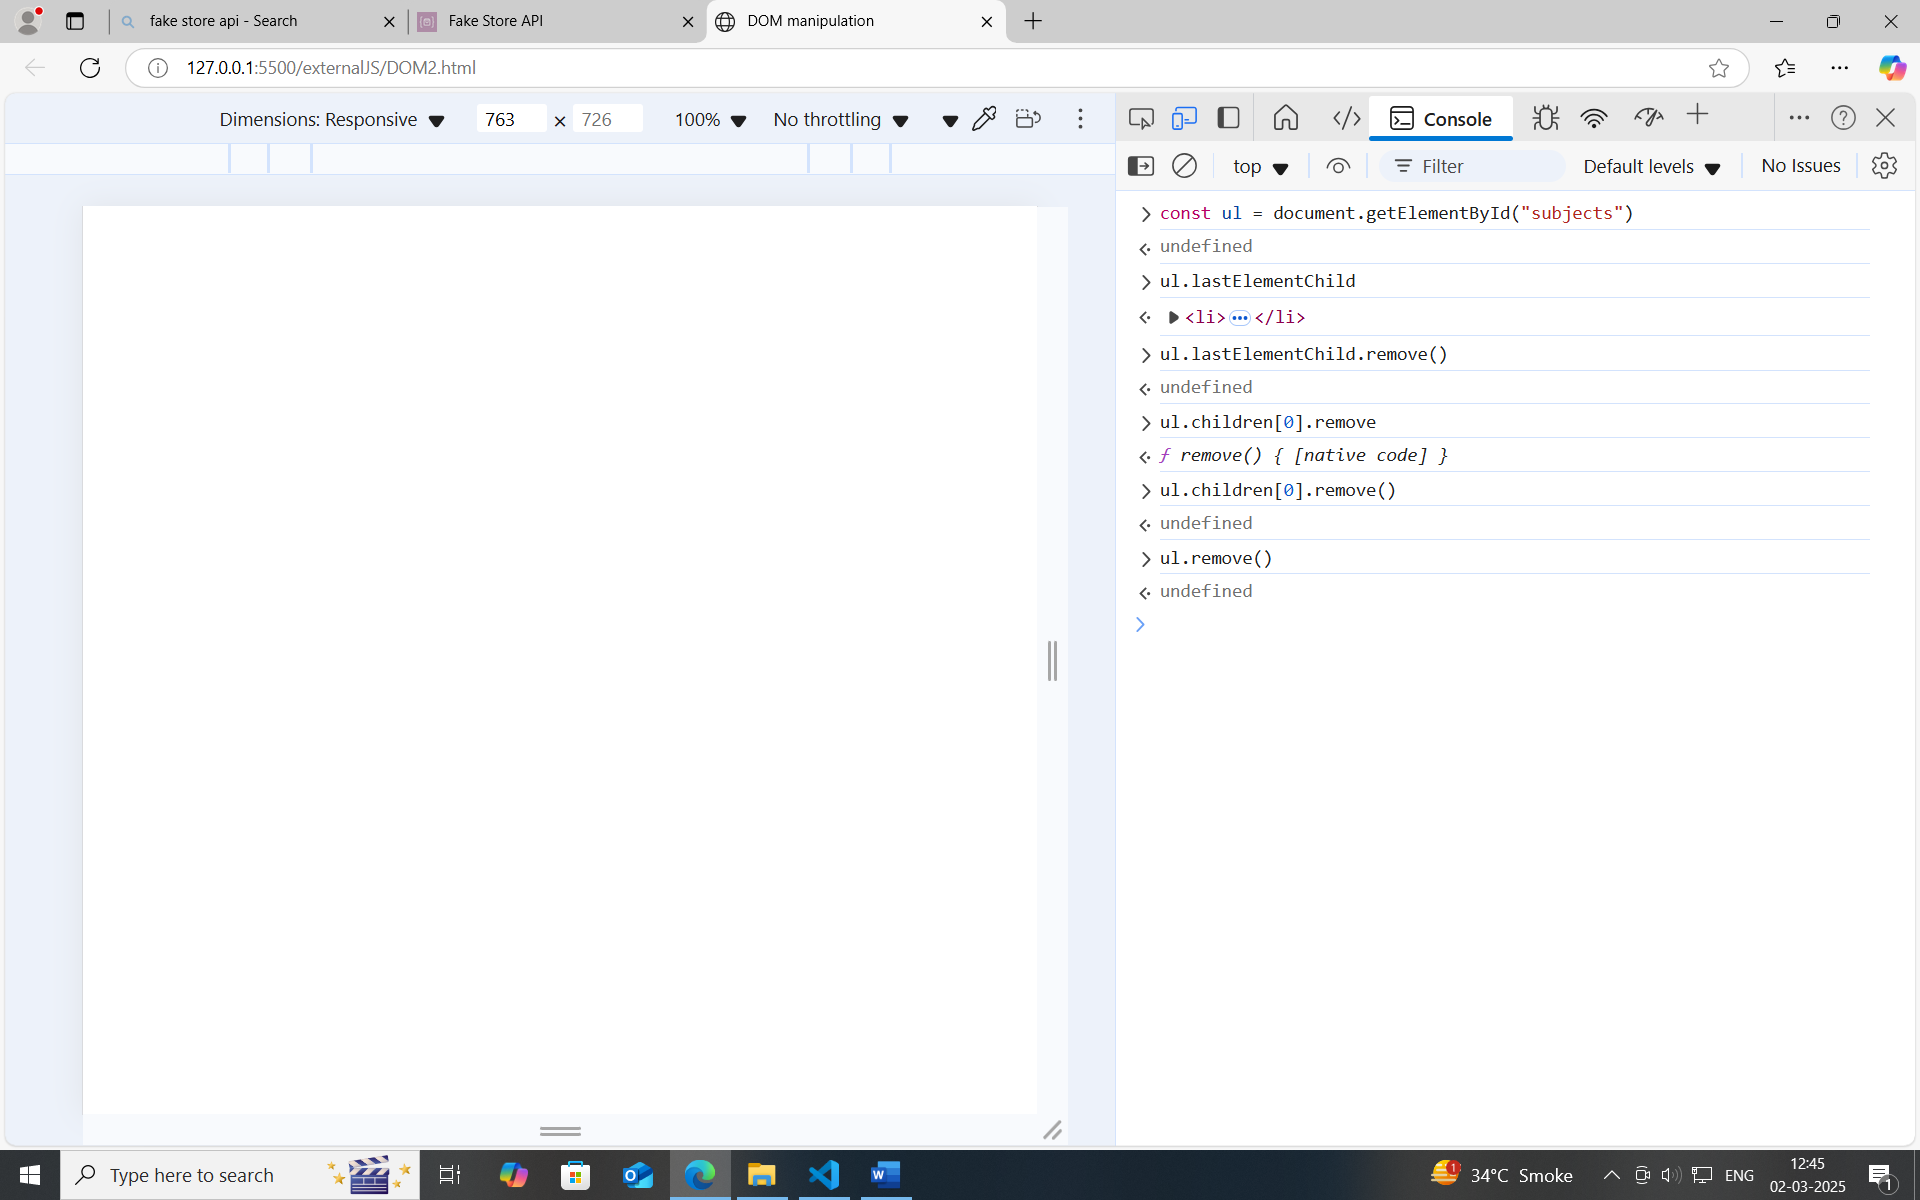 fake store api - Search
Fake Store API
DOM manipulation
127.0.0.1:5500/externalJS/DOM2.html
Dimensions: Responsive 763 × 726 100% No throttling
Console
top Filter Default levels No Issues
const ul = document.getElementById("subjects")
undefined
ul.lastElementChild
<li>…</li>
ul.lastElementChild.remove()
undefined
ul.children[0].remove
ƒ remove() { [native code] }
ul.children[0].remove()
undefined
ul.remove()
undefined
Type here to search
1
34°C Smoke
ENG
12:45
02-03-2025
1